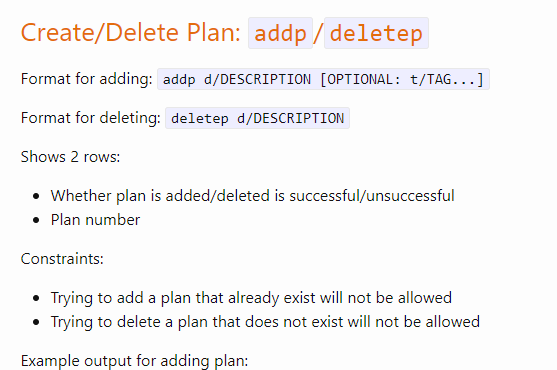 Create/Delete Plan: addp/deletep
Format for adding: addp d/DESCRIPTION [OPTIONAL: t/TAG...]
Format for deleting: deletep d/DESCRIPTION
Shows 2 rows:
• Whether plan is added/deleted is successful/unsuccessful
• Plan number
Constraints:
• Trying to add a plan that already exist will not be allowed
• Trying to delete a plan that does not exist will not be allowed
Example output for adding plan: